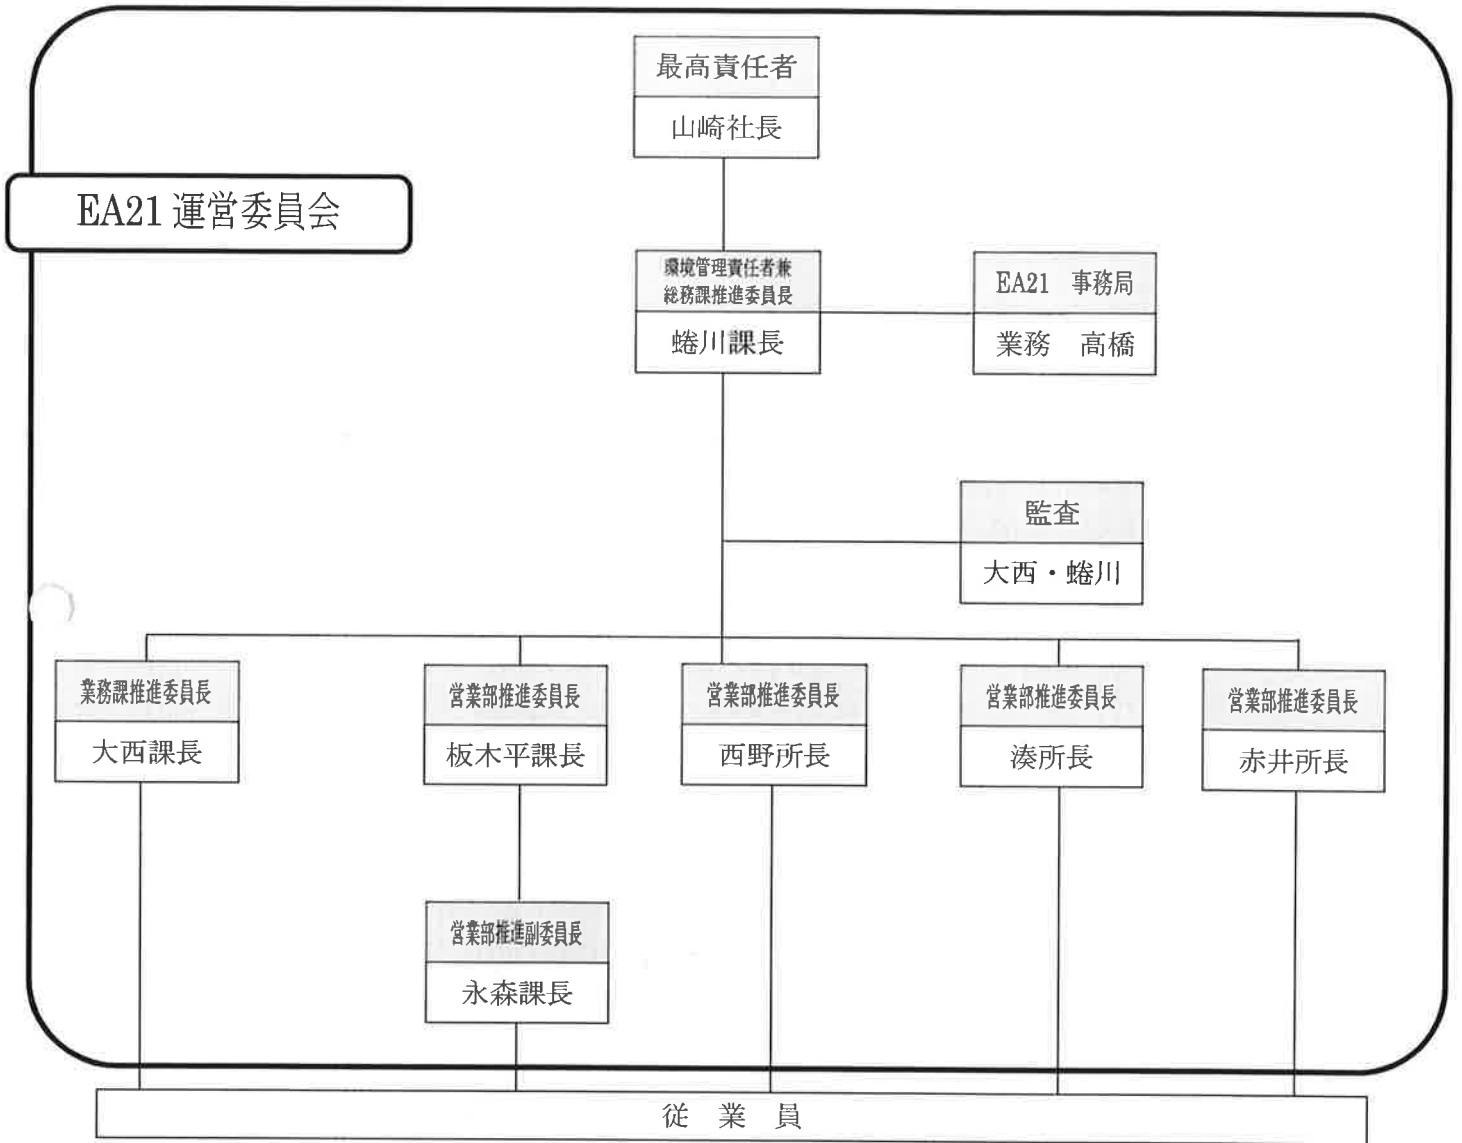 最高責任者
山崎社長
EA21 運営委員会
環境管理責任者兼
総務課推進委員長
蜷川課長
EA21 事務局
業務 高橋
監査
大西・蜷川
業務課推進委員長
大西課長
営業部推進委員長
板木平課長
営業部推進委員長
西野所長
営業部推進委員長
湊所長
営業部推進委員長
赤井所長
営業部推進副委員長
永森課長
従業員